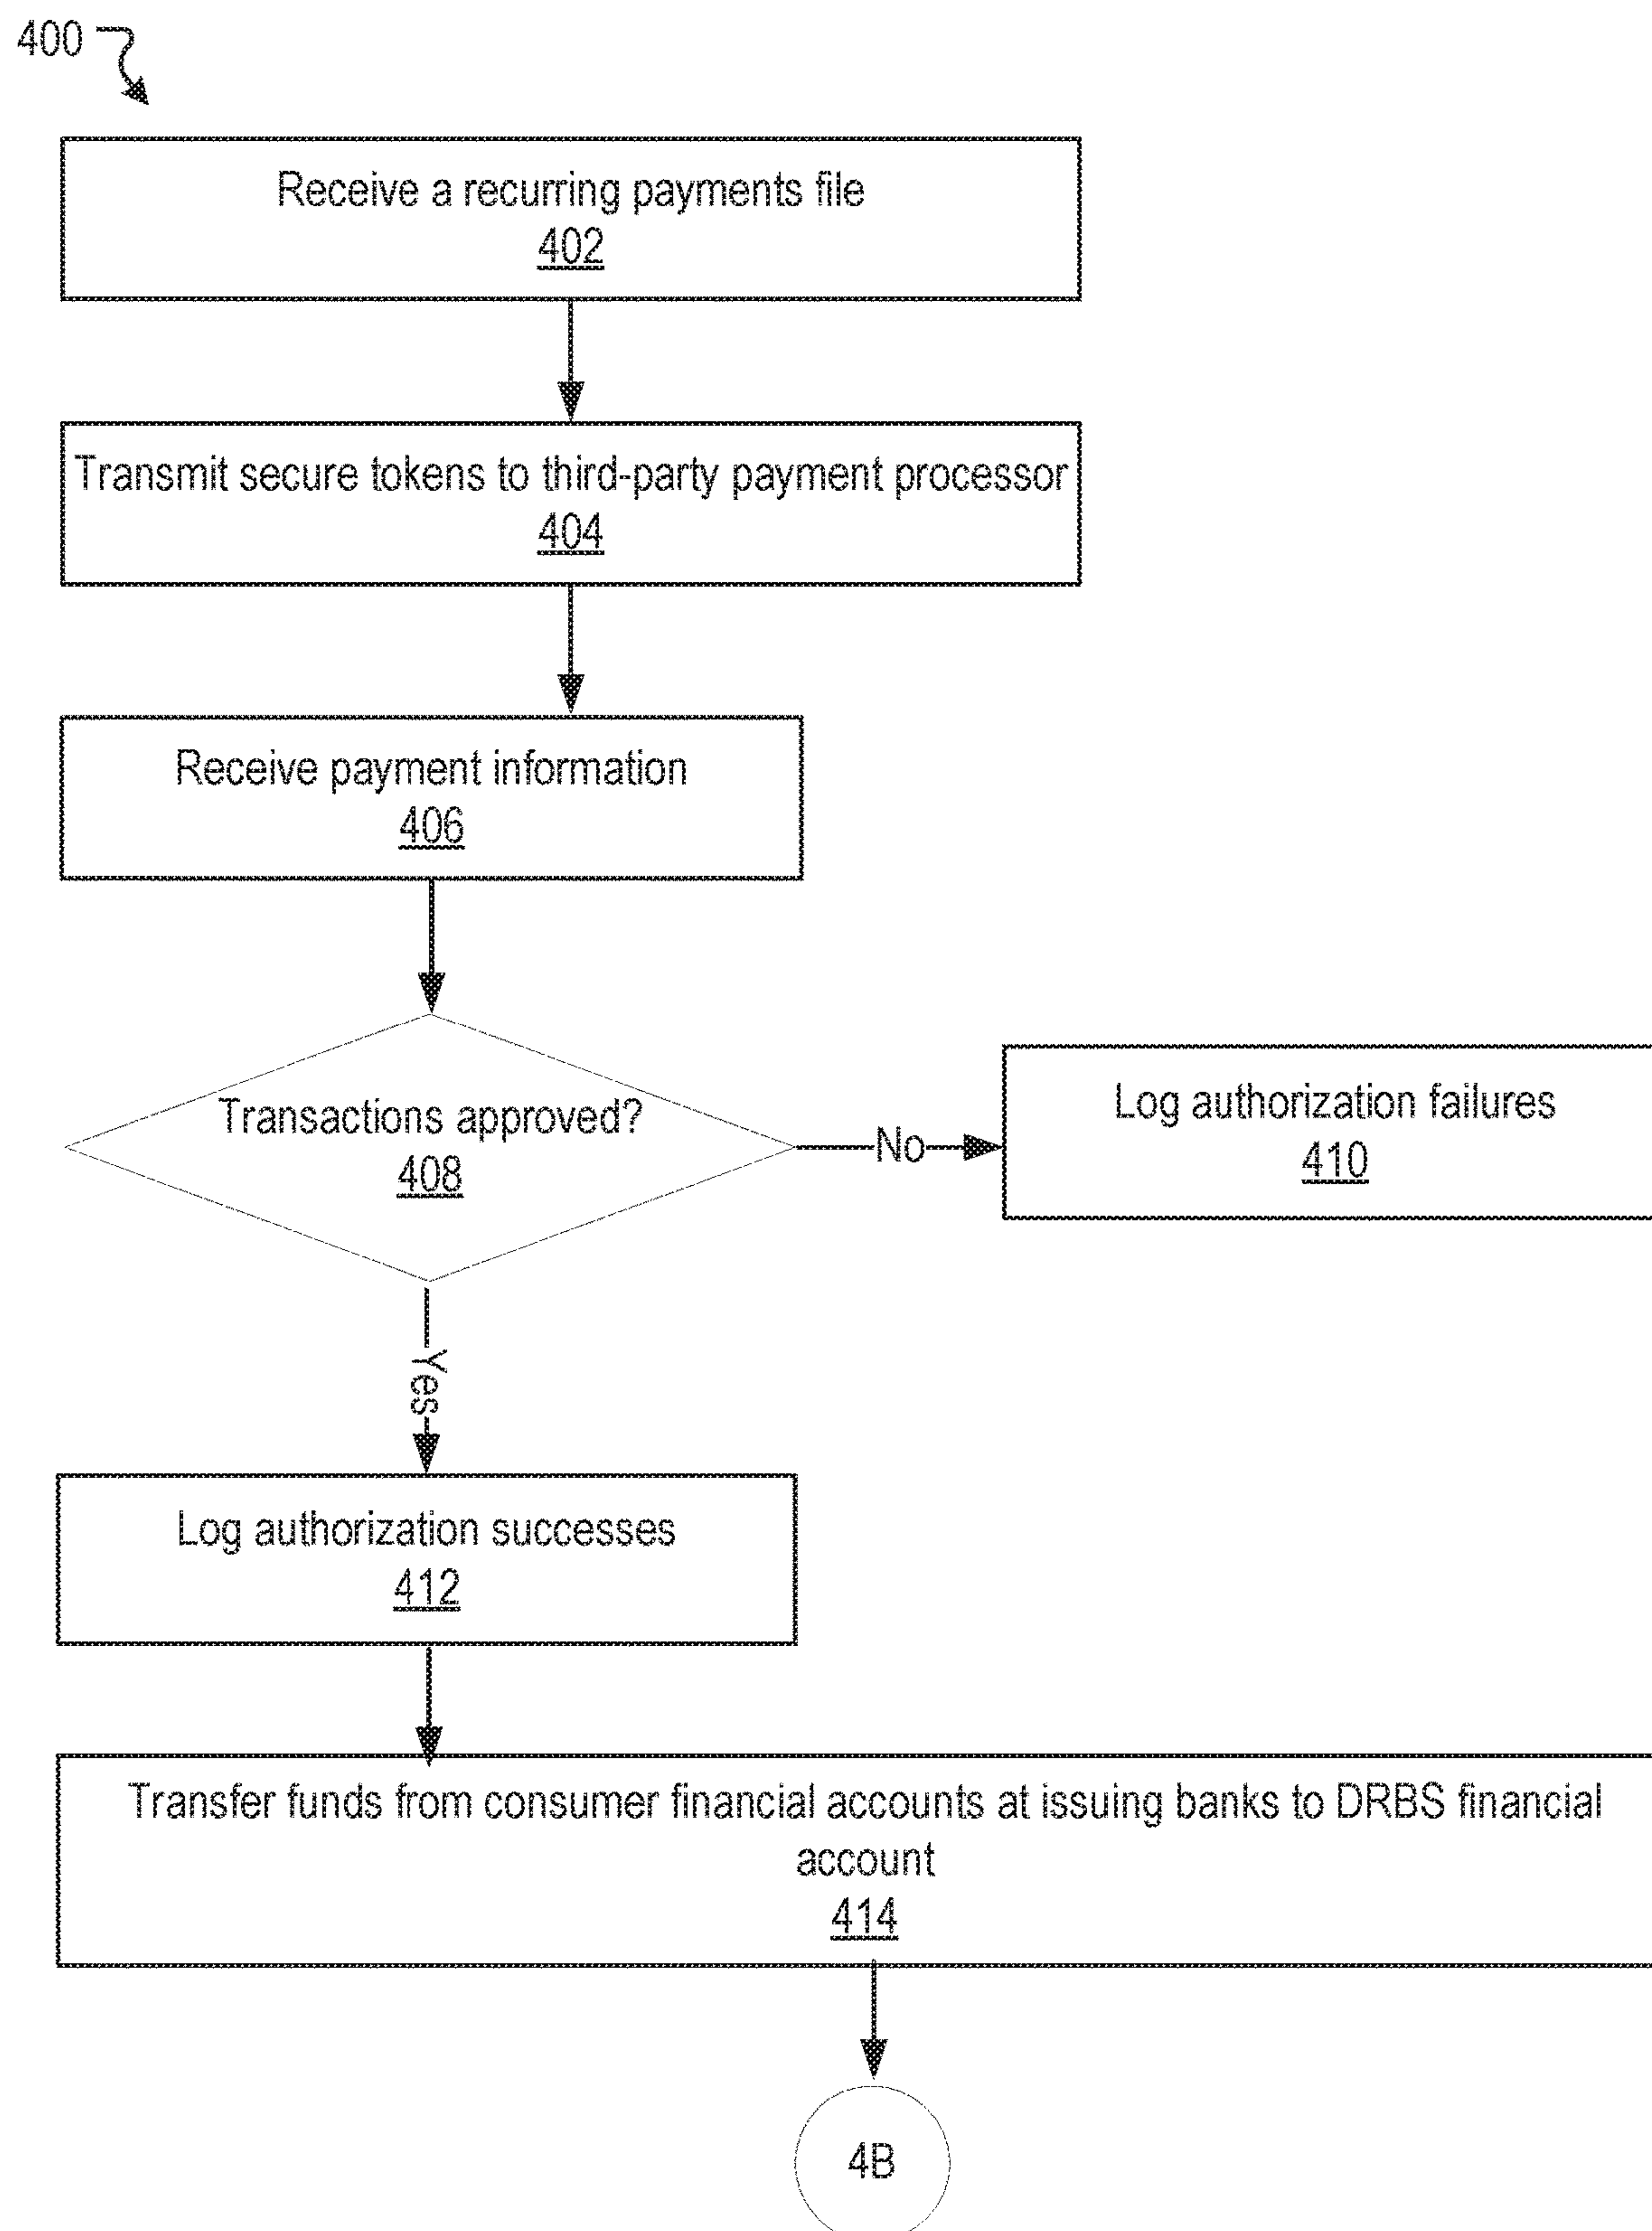 400
Receive a recurring payments file
402
Transmit secure tokens to third-party payment processor
404
Receive payment information
406
Transactions approved?
408
No
Log authorization failures
410
Yes
Log authorization successes
412
Transfer funds from consumer financial accounts at issuing banks to DRBS financial
account
414
4B